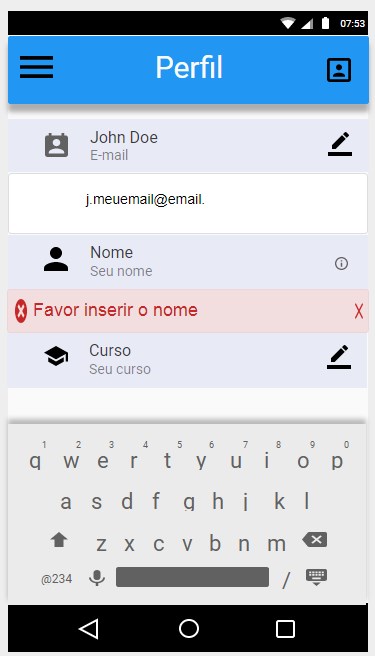 07:53
Perfil
John Doe
E-mail
j.meuemail@email.
Nome
Seu nome
Favor inserir o nome X
Curso
Seu curso
1 2 3 4 5 6 7 8 9 0
q w e r t y u i o p
a s d f g h j k l
z x c v b n m
@234 /